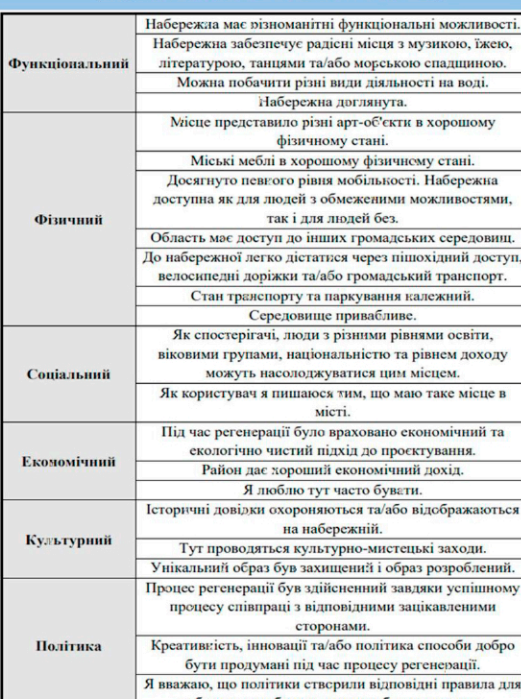 Набережна має різноманітні функціональні можливості.
Функціональний
Набережна забезпечує радісні місця з музикою, їжею,
літературою, танцями та/або морською спадщиною.
Можна побачити різні види діяльності на воді.
Набережна доглянута.
Фізичний
Місце представило різні арт-об'єкти в хорошому
фізичному стані.
Міські меблі в хорошому фізичному стані.
Досягнуто певного рівня мобільності. Набережна
доступна як для людей з обмеженими можливостями,
так і для людей без.
Область має доступ до інших громадських середовищ.
До набережної легко дістатися через пішохідний доступ,
велосипедні доріжки та/або громадський транспорт.
Стан транспорту та паркування належний.
Середовище привабливе.
Соціальний
Як спостерігачі, люди з різними рівнями освіти,
віковими групами, національністю та рівнем доходу
можуть насолоджуватися цим місцем.
Як користувач я пишаюся тим, що маю таке місце в
місті.
Економічний
Під час регенерації було враховано економічний та
екологічно чистий підхід до проєктування.
Район дає хороший економічний дохід.
Я люблю тут часто бувати.
Культурний
Історичні довідки охороняються та/або відображаються
на набережній.
Тут проводяться культурно-мистецькі заходи.
Унікальний образ був захищений і образ розроблений.
Політика
Процес регенерації був здійсненний завдяки успішному
процесу співпраці з відповідними зацікавленими
сторонами.
Креативність, інновації та/або політика способи добро
бути продумані під час процесу регенерації.
Я вважаю, що політики створили відповідні правила для